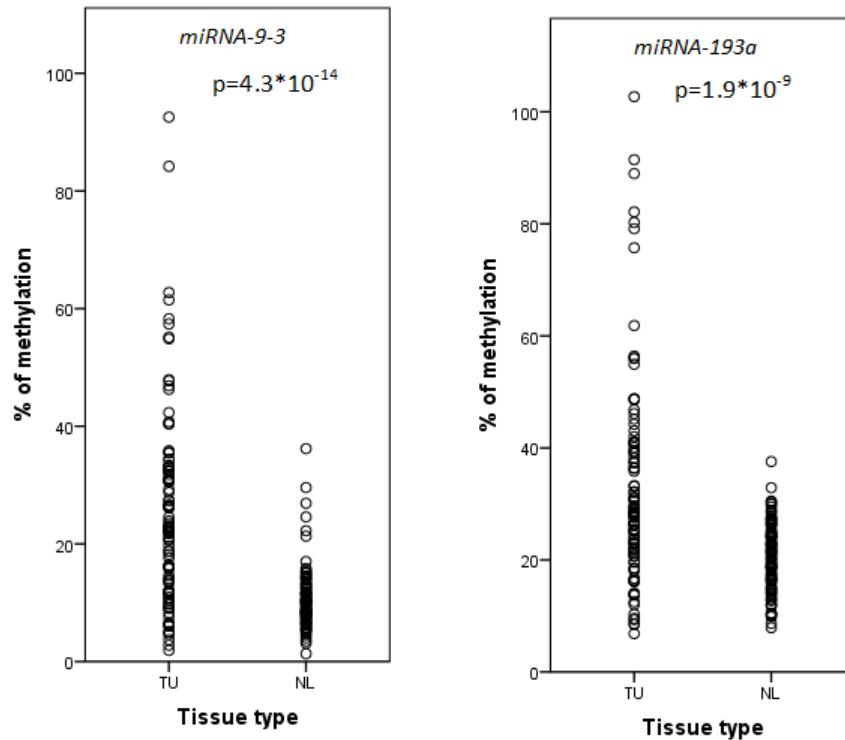 miRNA-9-3
p=4.3*10⁻¹⁴
% of methylation
100
80
60
40
20
0
TU NL
Tissue type
miRNA-193a
p=1.9*10⁻⁹
% of methylation
100
80
60
40
20
0
TU NL
Tissue type